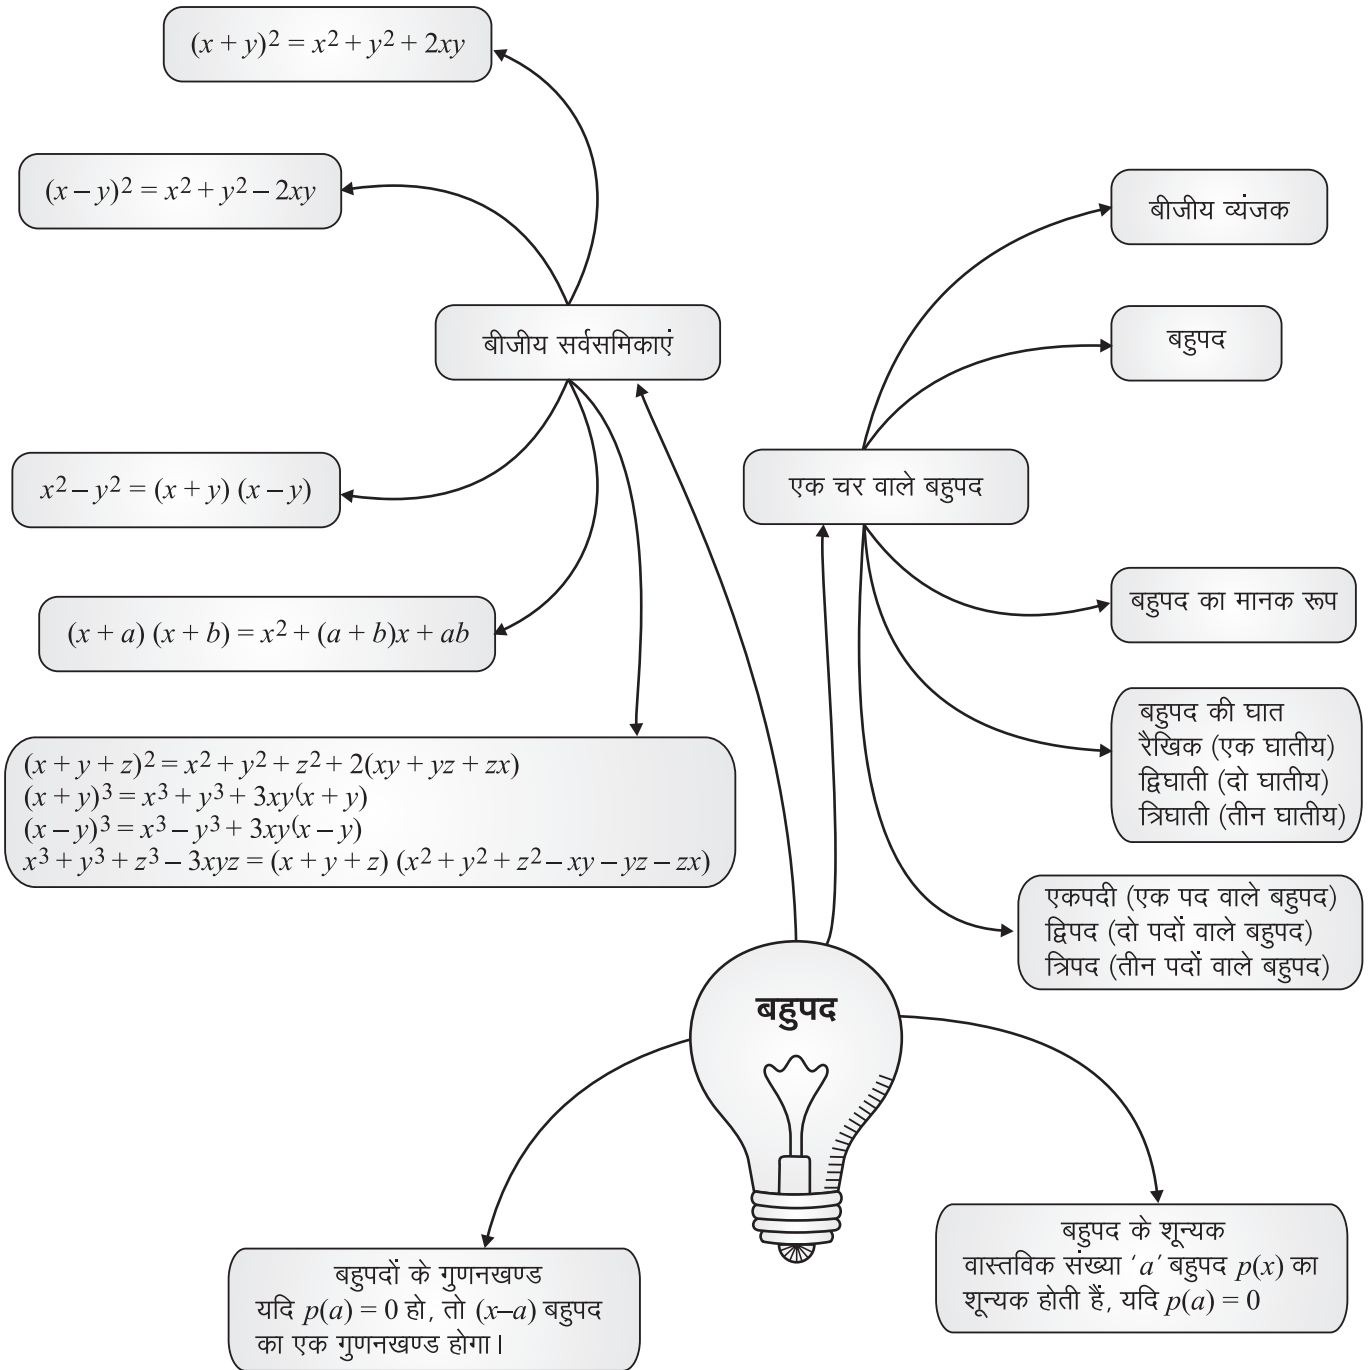 (x + y)² = x² + y² + 2xy
(x – y)² = x² + y² – 2xy
बीजीय सर्वसमिकाएं
x² – y² = (x + y) (x – y)
(x + a) (x + b) = x² + (a + b)x + ab
(x + y + z)² = x² + y² + z² + 2(xy + yz + zx)
(x + y)³ = x³ + y³ + 3xy(x + y)
(x – y)³ = x³ – y³ + 3xy(x – y)
x³ + y³ + z³ – 3xyz = (x + y + z) (x² + y² + z² – xy – yz – zx)
बीजीय व्यंजक
बहुपद
एक चर वाले बहुपद
बहुपद का मानक रूप
बहुपद की घात
रैखिक (एक घातीय)
द्विघाती (दो घातीय)
त्रिघाती (तीन घातीय)
एकपदी (एक पद वाले बहुपद)
द्विपद (दो पदों वाले बहुपद)
त्रिपद (तीन पदों वाले बहुपद)
बहुपद
बहुपदों के गुणनखण्ड
यदि p(a) = 0 हो, तो (x–a) बहुपद
का एक गुणनखण्ड होगा।
बहुपद के शून्यक
वास्तविक संख्या 'a' बहुपद p(x) का
शून्यक होती हैं, यदि p(a) = 0